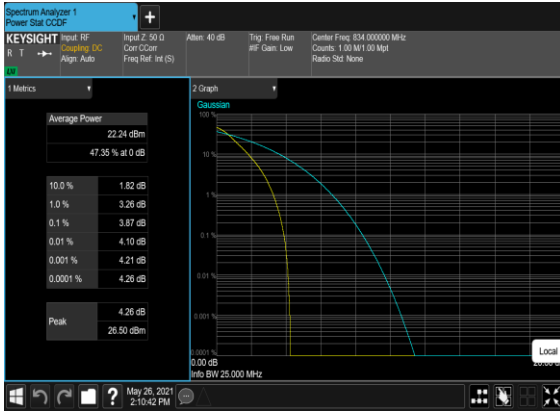 Spectrum Analyzer 1
Power Stat CCDF
+
KEYSIGHT
R T
LXI
Input: RF
Coupling: DC
Align: Auto
Input Z: 50 Ω
Corr CCorr
Freq Ref: Int (S)
Atten: 40 dB
Trig: Free Run
#IF Gain: Low
Center Freq: 834.000000 MHz
Counts: 1.00 M/1.00 Mpt
Radio Std: None
1 Metrics
Average Power
22.24 dBm
47.35 % at 0 dB
10.0 % 1.82 dB
1.0 % 3.26 dB
0.1 % 3.87 dB
0.01 % 4.10 dB
0.001 % 4.21 dB
0.0001 % 4.26 dB
Peak
4.26 dB
26.50 dBm
2 Graph
Gaussian
100 %
10 %
1 %
0.1 %
0.01 %
0.001 %
0.0001 %
0.00 dB
Info BW 25.000 MHz
Local
?
May 26, 2021
2:10:42 PM